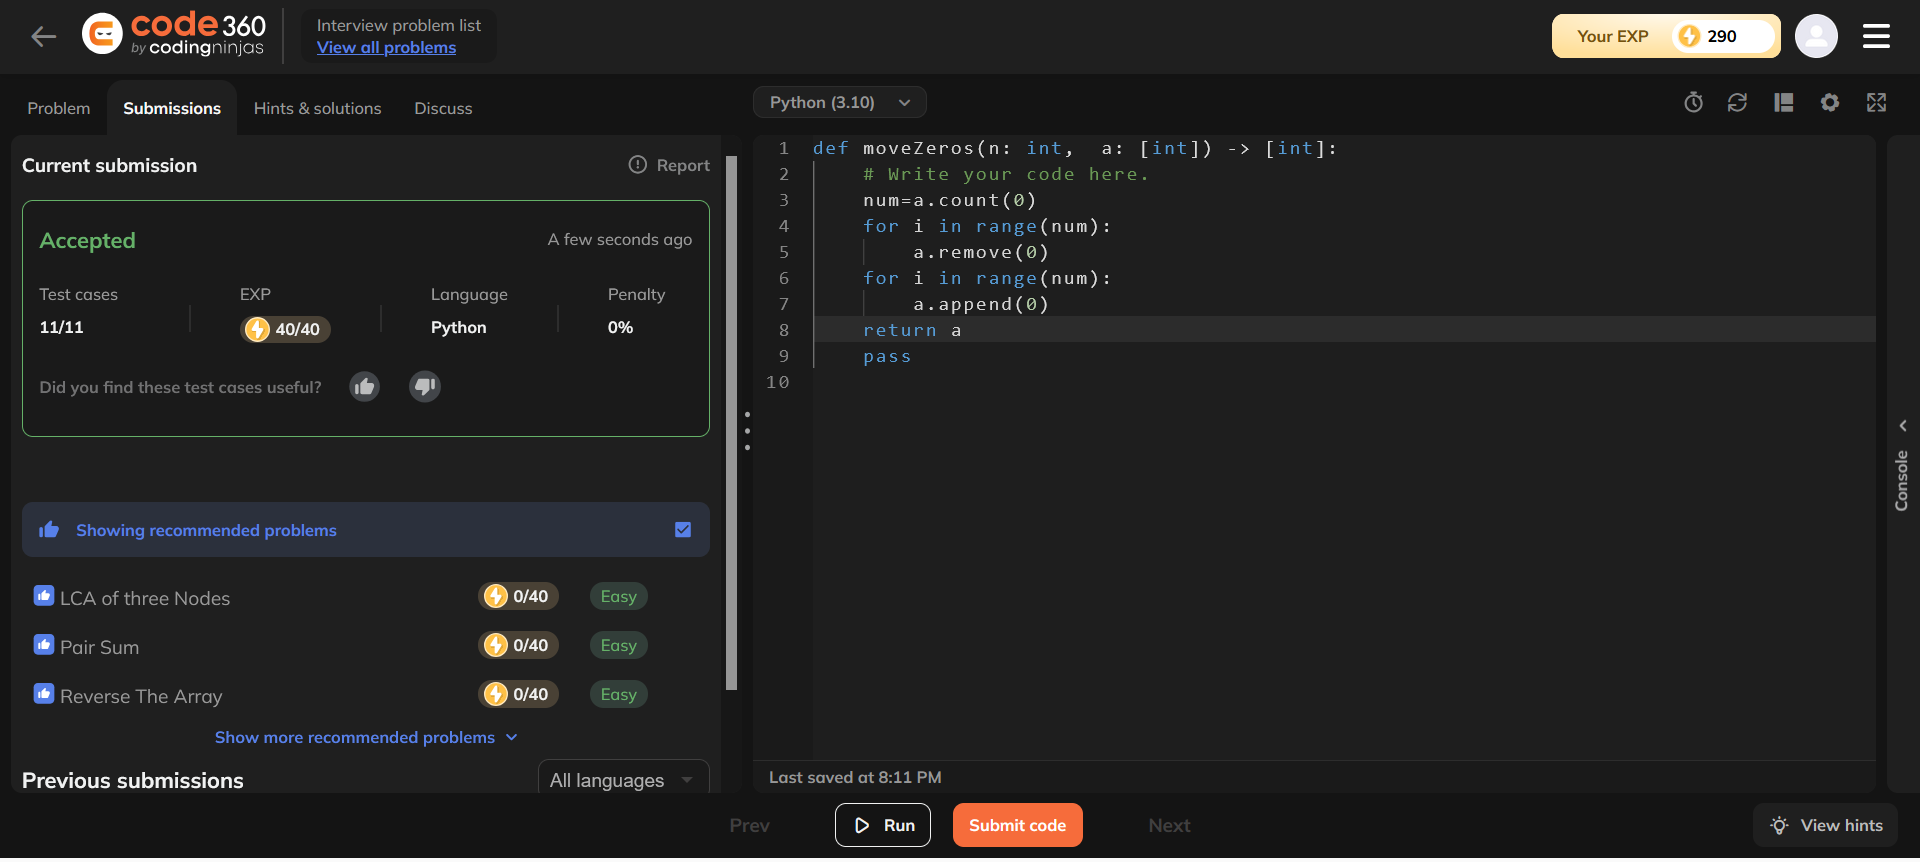 code 360
by codingninjas
Interview problem list
View all problems
Your EXP 290
Problem Submissions Hints & solutions Discuss
Current submission Report
Accepted A few seconds ago
Test cases EXP Language Penalty
11/11 40/40 Python 0%
Did you find these test cases useful?
Showing recommended problems
LCA of three Nodes 0/40 Easy
Pair Sum 0/40 Easy
Reverse The Array 0/40 Easy
Show more recommended problems
Previous submissions All languages
Python (3.10)
1 def moveZeros(n: int,  a: [int]) -> [int]:
2     # Write your code here.
3     num=a.count(0)
4     for i in range(num):
5         a.remove(0)
6     for i in range(num):
7         a.append(0)
8     return a
9     pass
10
Last saved at 8:11 PM
Console
Prev Run Submit code Next View hints